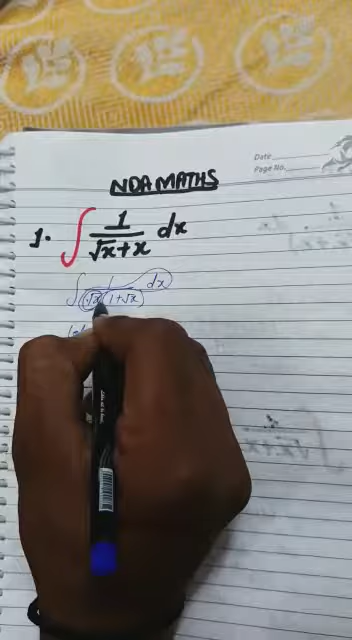 Date
Page No.
NDA MATHS
1. ∫ 1/(√x+x) dx
∫ 1/(√x(1+√x)) dx